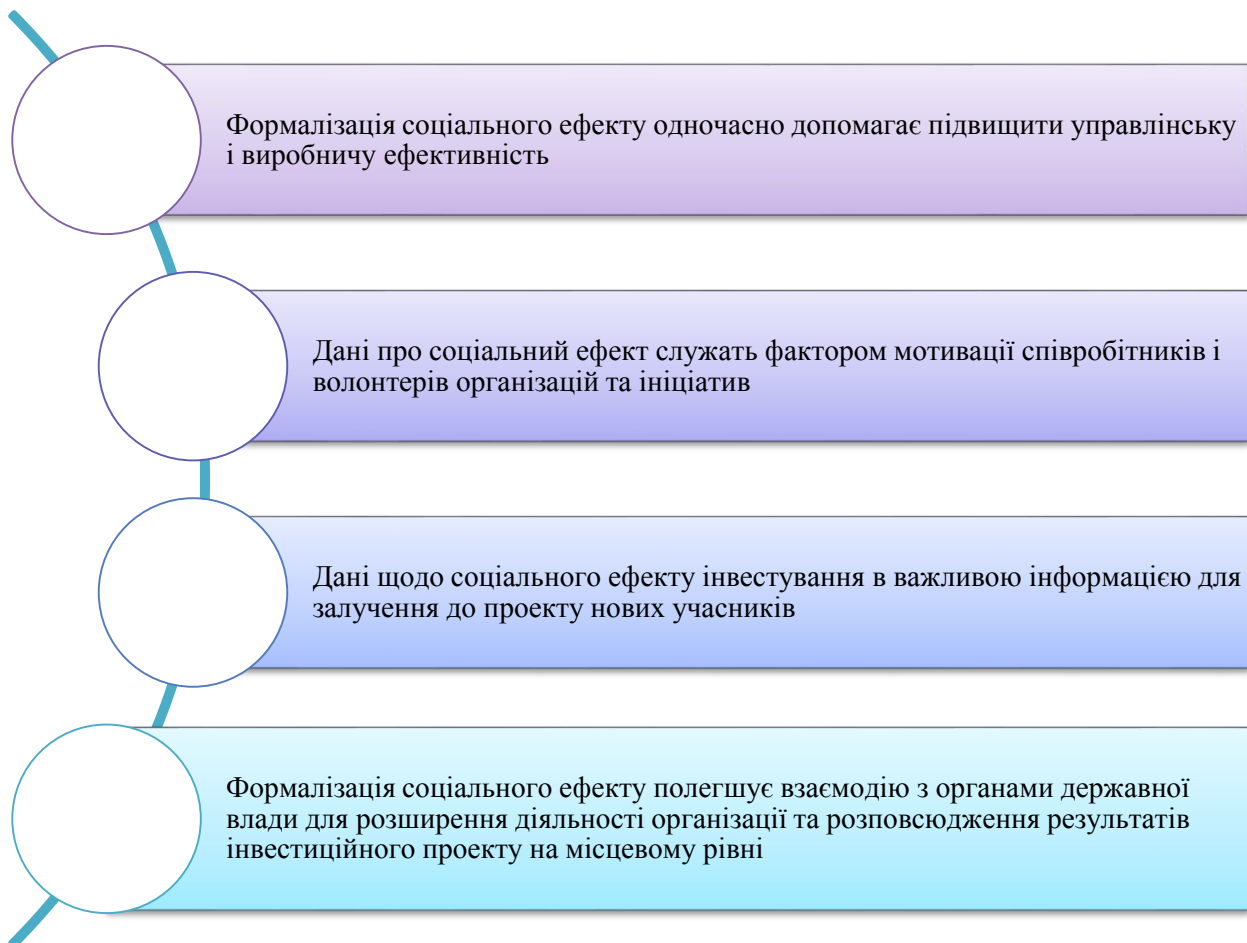 Формалізація соціального ефекту одночасно допомагає підвищити управлінську
і виробничу ефективність
Дані про соціальний ефект служать фактором мотивації співробітників і
волонтерів організацій та ініціатив
Дані щодо соціального ефекту інвестування в важливою інформацією для
залучення до проекту нових учасників
Формалізація соціального ефекту полегшує взаємодію з органами державної
влади для розширення діяльності організації та розповсюдження результатів
інвестиційного проекту на місцевому рівні